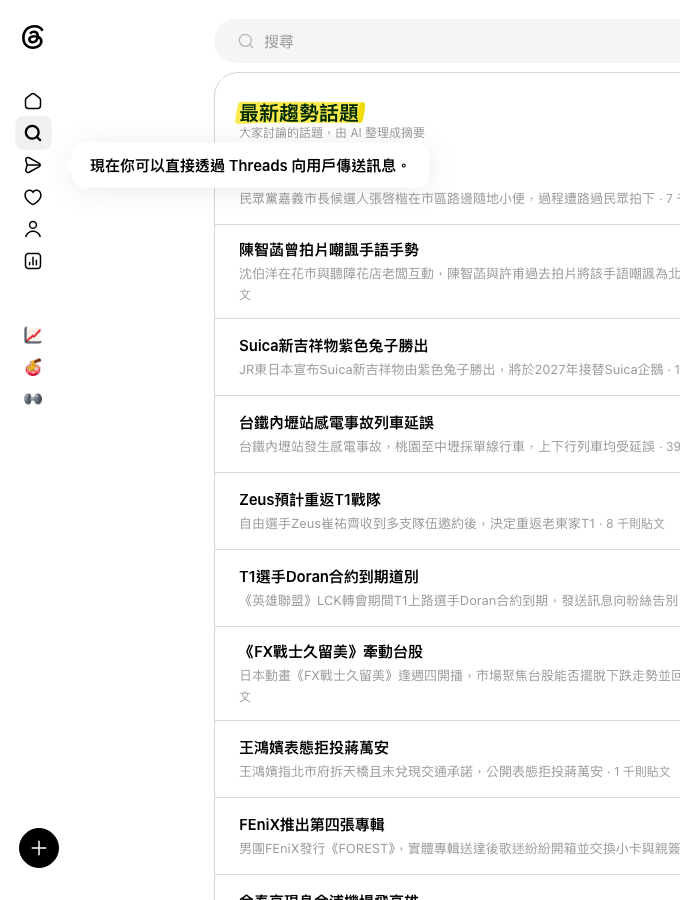 搜尋
最新趨勢話題
大家討論的話題，由 AI 整理成摘要
現在你可以直接透過 Threads 向用戶傳送訊息。
民眾黨嘉義市長候選人張啓楷在市區路邊隨地小便，過程遭路過民眾拍下 · 7
陳智菡曾拍片嘲諷手語手勢
沈伯洋在花市與聽障花店老闆互動，陳智菡與許甫過去拍片將該手語嘲諷為北
文
Suica新吉祥物紫色兔子勝出
JR東日本宣布Suica新吉祥物由紫色兔子勝出，將於2027年接替Suica企鵝 · 1
台鐵內壢站感電事故列車延誤
台鐵內壢站發生感電事故，桃園至中壢採單線行車，上下行列車均受延誤 · 39
Zeus預計重返T1戰隊
自由選手Zeus崔祐齊收到多支隊伍邀約後，決定重返老東家T1 · 8 千則貼文
T1選手Doran合約到期道別
《英雄聯盟》LCK轉會期間T1上路選手Doran合約到期，發送訊息向粉絲告別
《FX戰士久留美》牽動台股
日本動畫《FX戰士久留美》逢週四開播，市場聚焦台股能否擺脫下跌走勢並回
文
王鴻嬪表態拒投蔣萬安
王鴻嬪指北市府拆天橋且未兌現交通承諾，公開表態拒投蔣萬安 · 1 千則貼文
FEniX推出第四張專輯
男團FEniX發行《FOREST》，實體專輯送達後歌迷紛紛開箱並交換小卡與親簽